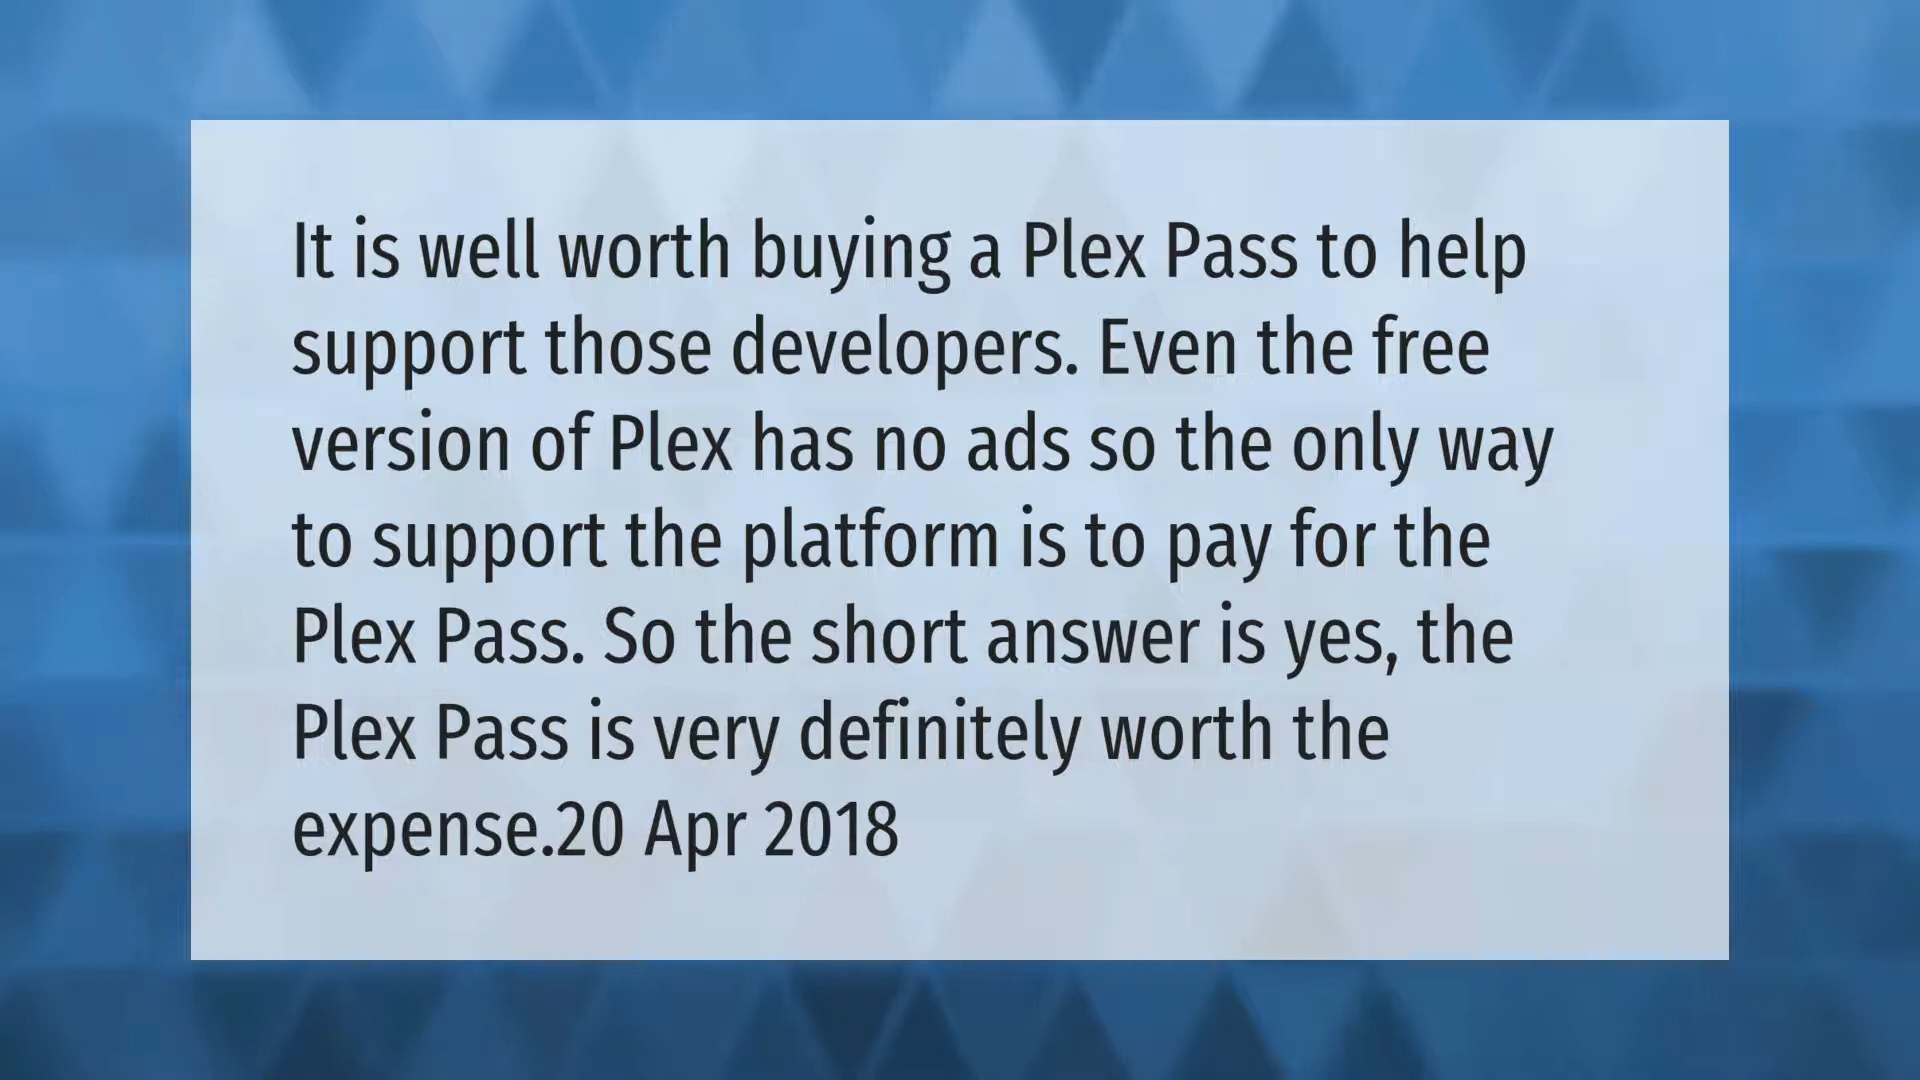 It is well worth buying a Plex Pass to help
support those developers. Even the free
version of Plex has no ads so the only way
to support the platform is to pay for the
Plex Pass. So the short answer is yes, the
Plex Pass is very definitely worth the
expense.20 Apr 2018